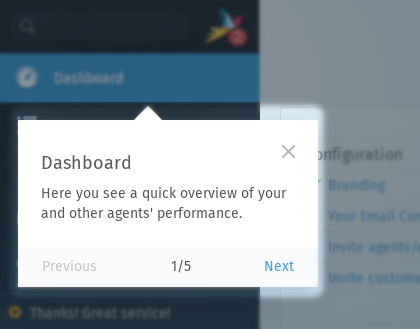 Dashboard
Dashboard
Here you see a quick overview of your
and other agents' performance.
Previous
1/5
Next
onfiguration
Branding
Your Email Con
Invite agents/c
Invite custome
Thanks! Great service!